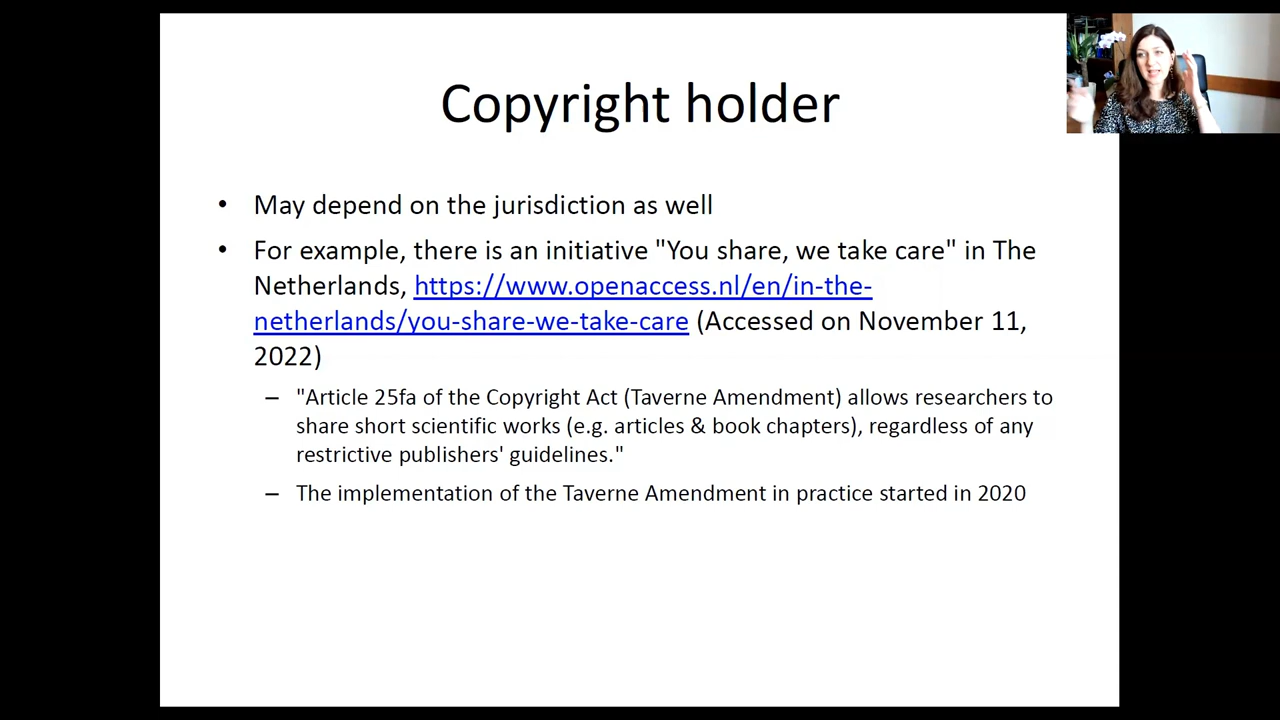 Copyright holder
• May depend on the jurisdiction as well
• For example, there is an initiative "You share, we take care" in The
Netherlands, https://www.openaccess.nl/en/in-the-
netherlands/you-share-we-take-care (Accessed on November 11,
2022)
– "Article 25fa of the Copyright Act (Taverne Amendment) allows researchers to
share short scientific works (e.g. articles & book chapters), regardless of any
restrictive publishers' guidelines."
– The implementation of the Taverne Amendment in practice started in 2020